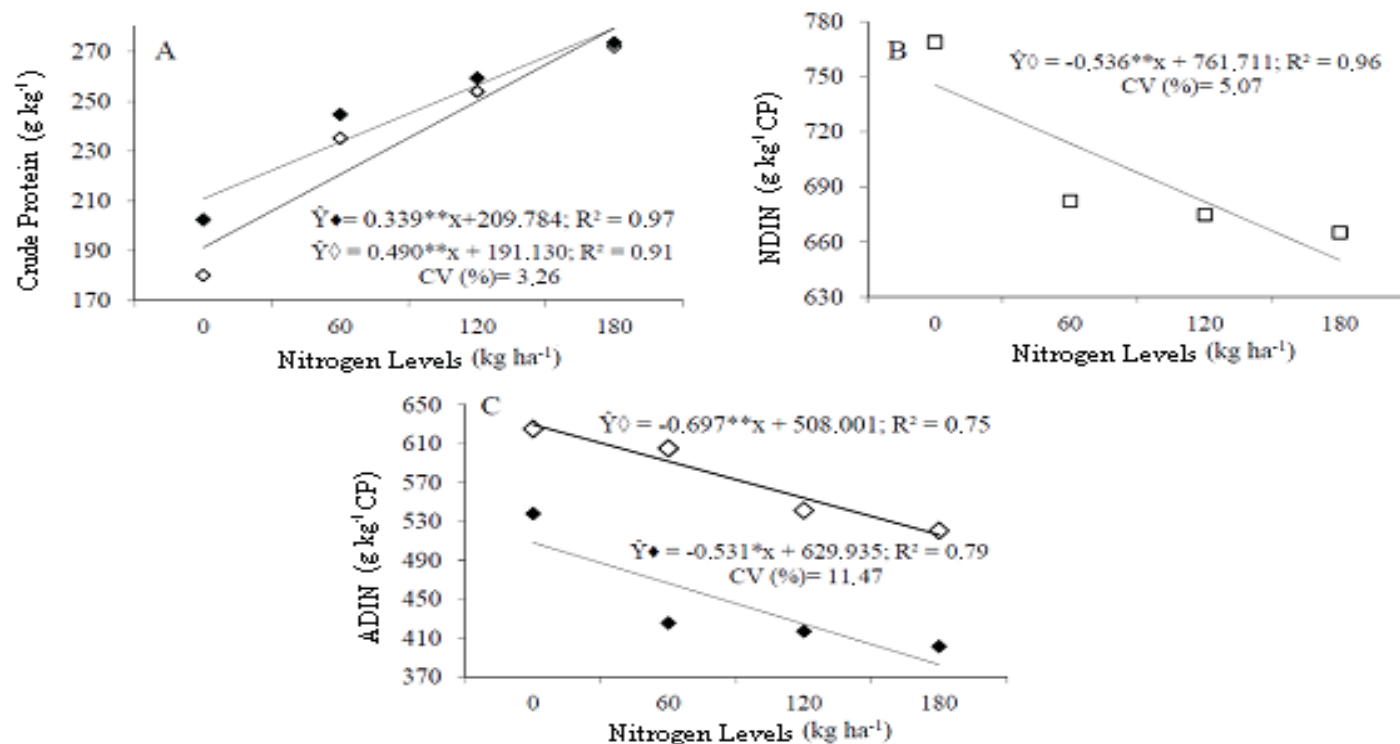 A
Crude Protein (g kg⁻¹)
270
250
230
210
190
170
Ŷ◆= 0.339**x+209.784; R² = 0.97
Ŷ◊ = 0.490**x + 191.130; R² = 0.91
CV (%)= 3.26
0 60 120 180
Nitrogen Levels (kg ha⁻¹)
B
NDIN (g kg⁻¹CP)
780
750
720
690
660
630
Ŷ◊ = -0.536**x + 761.711; R² = 0.96
CV (%)= 5.07
0 60 120 180
Nitrogen Levels (kg ha⁻¹)
C
ADIN (g kg⁻¹CP)
650
610
570
530
490
450
410
370
Ŷ◊ = -0.697**x + 508.001; R² = 0.75
Ŷ◆ = -0.531*x + 629.935; R² = 0.79
CV (%)= 11.47
0 60 120 180
Nitrogen Levels (kg ha⁻¹)